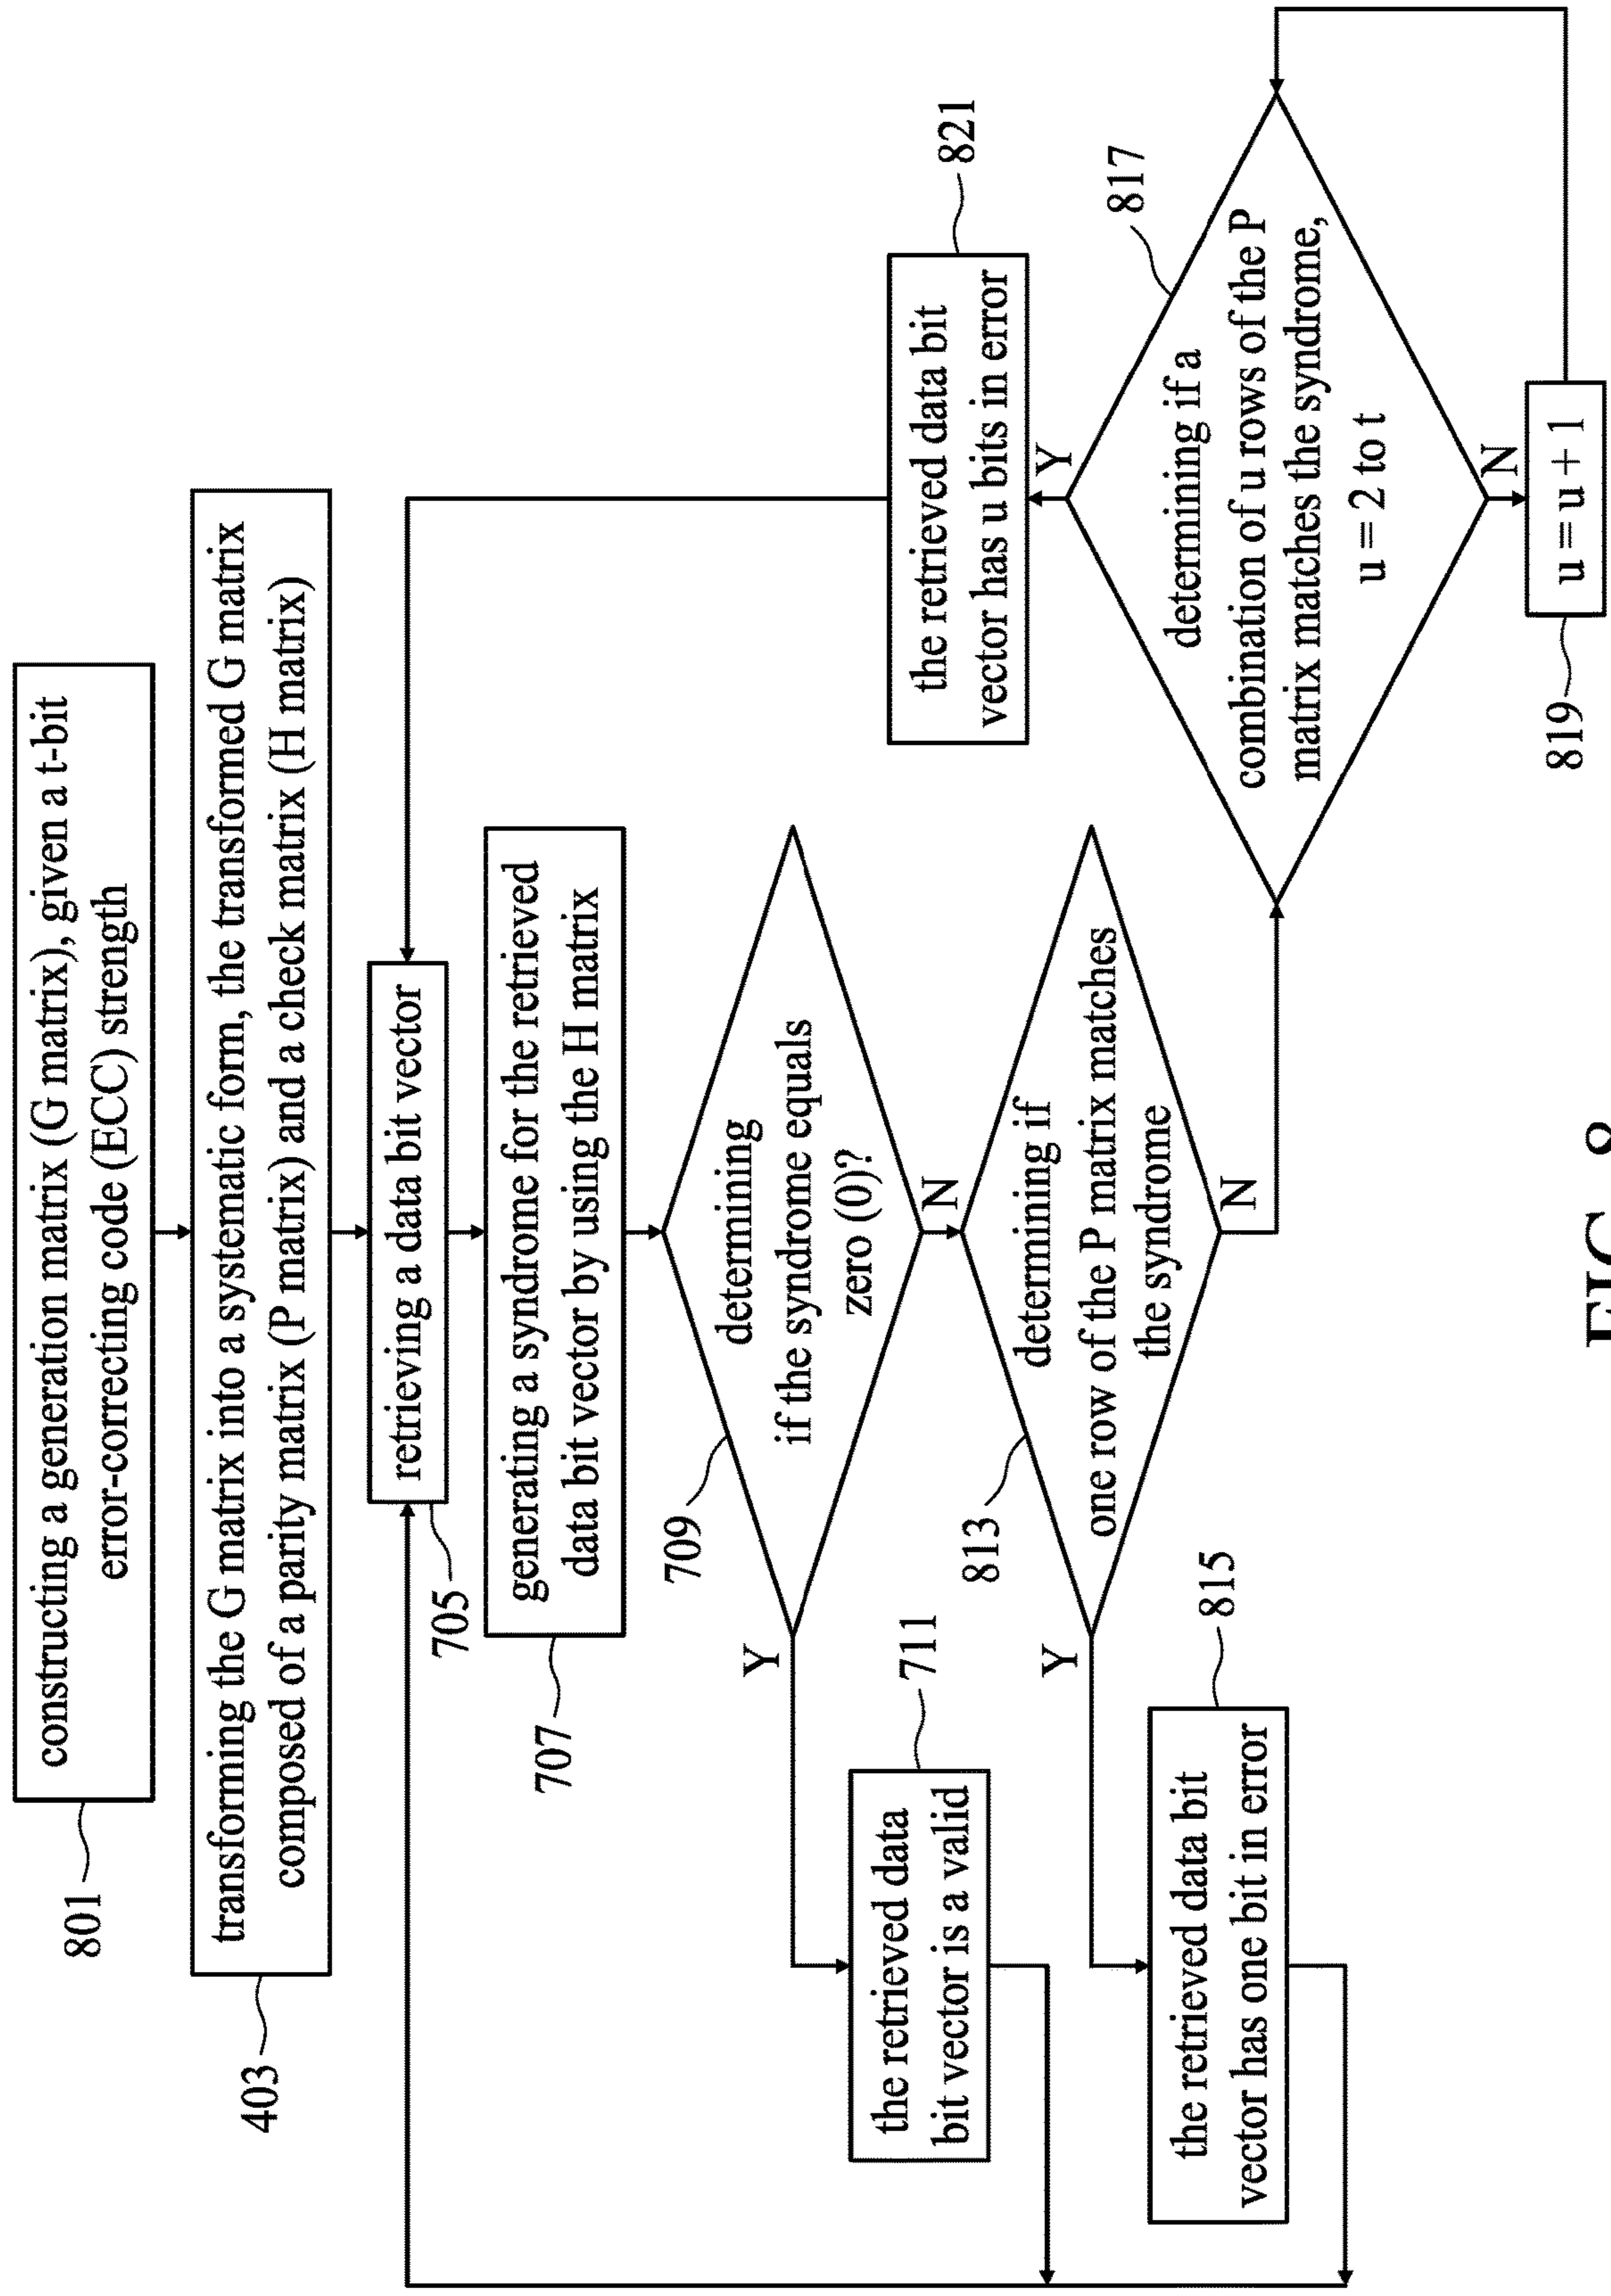 constructing a generation matrix (G matrix), given a t-bit
error-correcting code (ECC) strength
801
transforming the G matrix into a systematic form, the transformed G matrix
composed of a parity matrix (P matrix) and a check matrix (H matrix)
403
retrieving a data bit vector
705
generating a syndrome for the retrieved
data bit vector by using the H matrix
707
determining
if the syndrome equals
zero (0)?
709
Y
N
the retrieved data
bit vector is a valid
711
determining if
one row of the P matrix matches
the syndrome
813
Y
N
the retrieved data bit
vector has one bit in error
815
determining if a
combination of u rows of the P
matrix matches the syndrome,
u = 2 to t
817
Y
N
the retrieved data bit
vector has u bits in error
821
u = u + 1
819
FIG. 8